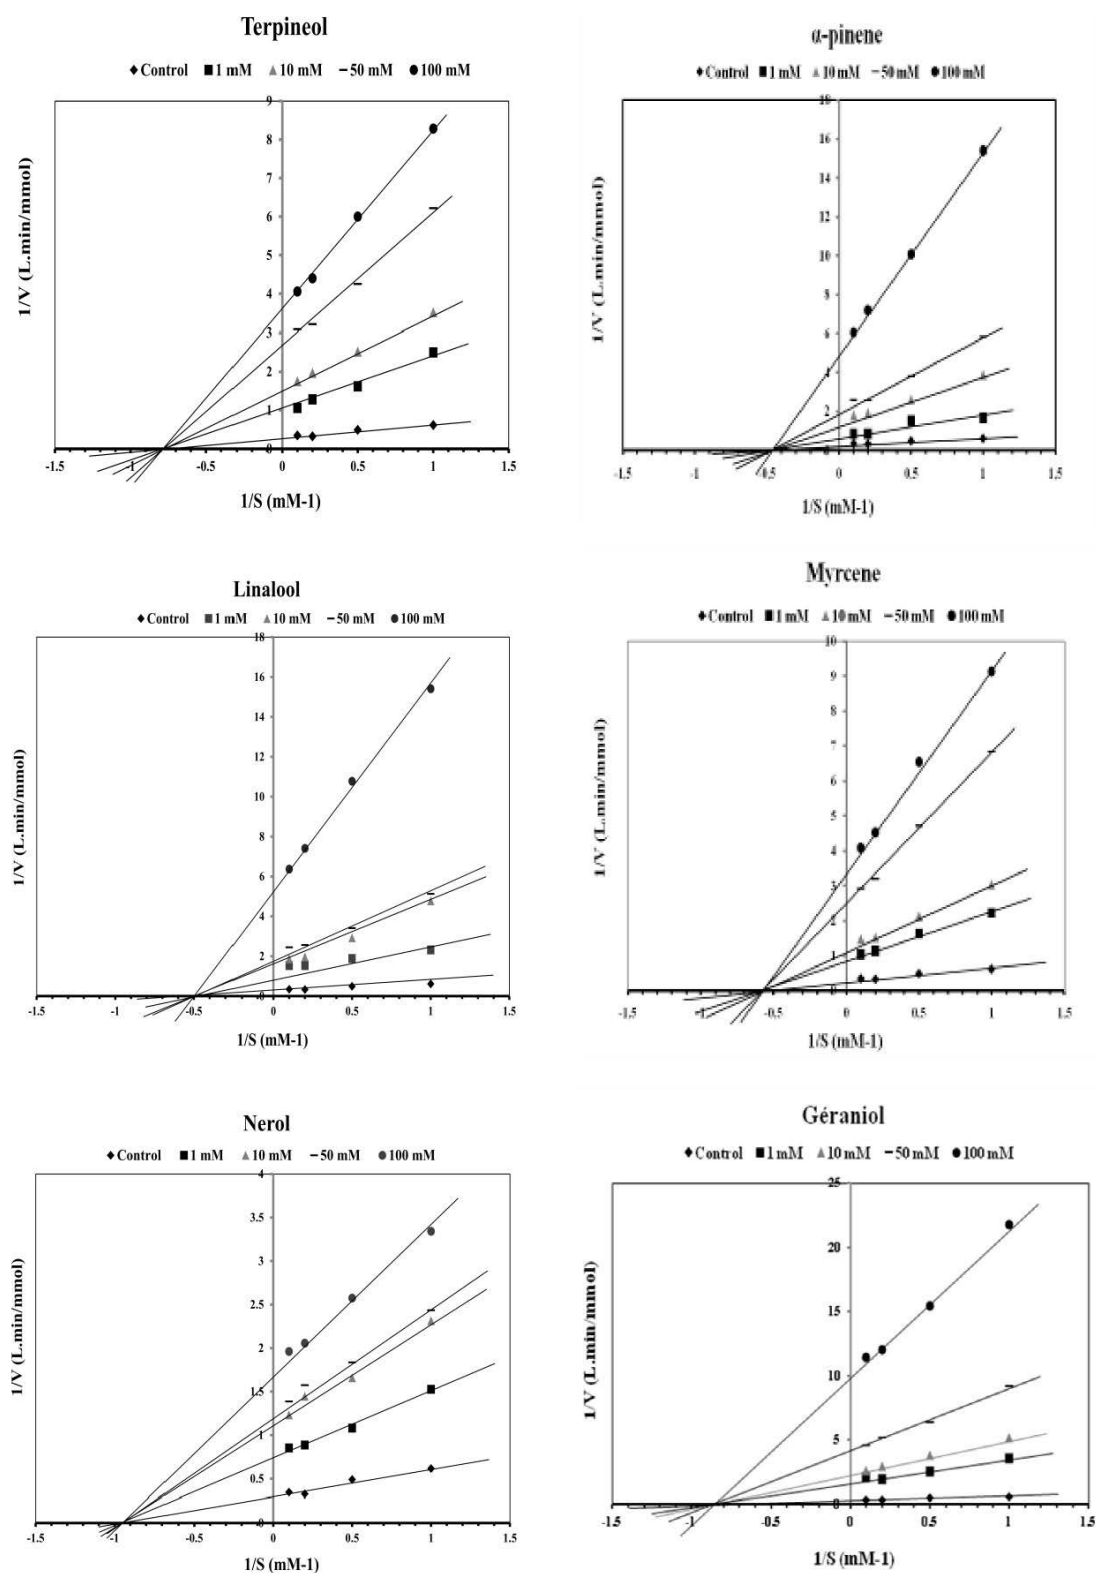 Terpineol
◆Control ■1 mM ▲10 mM −50 mM ●100 mM
9
8
7
6
5
4
3
2
1
0
-1.5 -1 -0.5 0 0.5 1 1.5
1/V (L.min/mmol)
1/S (mM-1)
α-pinene
◆Control ■1 mM ▲10 mM −50 mM ●100 mM
18
16
14
12
10
8
6
4
2
-1.5 -1 -0.5 0 0.5 1 1.5
1/V (L.min/mmol)
1/S (mM-1)
Linalool
◆Control ■1 mM ▲10 mM −50 mM ●100 mM
18
16
14
12
10
8
6
4
2
0
-1.5 -1 -0.5 0 0.5 1 1.5
1/V (L.min/mmol)
1/S (mM-1)
Myrcene
◆Control ■1 mM ▲10 mM −50 mM ●100 mM
10
9
8
7
6
5
4
3
2
1
0
-1.5 -1 -0.5 0 0.5 1 1.5
1/V (L.min/mmol)
1/S (mM-1)
Nerol
◆Control ■1 mM ▲10 mM −50 mM ●100 mM
4
3.5
3
2.5
2
1.5
1
0.5
0
-1.5 -1 -0.5 0 0.5 1 1.5
1/V (L.min/mmol)
1/S (mM-1)
Géraniol
◆Control ■1 mM ▲10 mM −50 mM ●100 mM
25
20
15
10
5
0
-1.5 -1 -0.5 0 0.5 1 1.5
1/V (L.min/mmol)
1/S (mM-1)